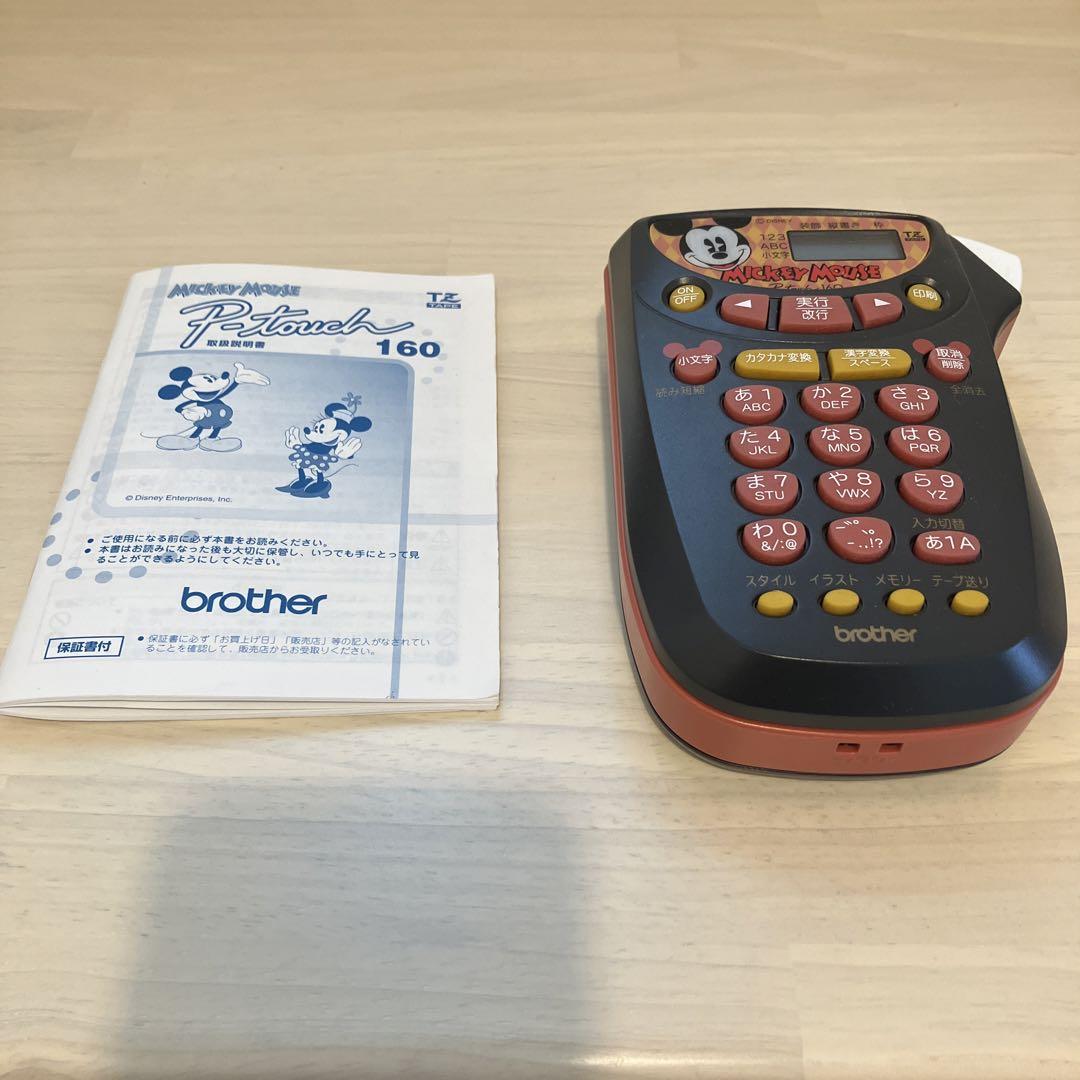 MICKEY MOUSE
TZ
TAPE
P-touch
取扱説明書
160
© Disney Enterprises, Inc.
● ご使用になる前に必ず本書をお読みください。
● 本書はお読みになった後も大切に保管し、いつでも手にとって見
ることができるようにしてください。
brother
保証書付
● 保証書に必ず「お買上げ日」「販売店」等の記入がなされてい
ることを確認して、販売店からお受取りください。
© DISNEY
装飾 縦書き 枠
123
ABC
小文字
TZ
TAPE
MICKEY MOUSE
P-touch 160
ON
OFF
◀
実行
改行
▶
印刷
小文字
カタカナ変換
漢字変換
スペース
取消
削除
読み短縮
全消去
あ1
ABC
か2
DEF
さ3
GHI
た4
JKL
な5
MNO
は6
PQR
ま7
STU
や8
VWX
ら9
YZ
わ0
&/:@
゛゜、。
-.,!?
入力切替
あ1A
スタイル イラスト メモリー テープ送り
brother